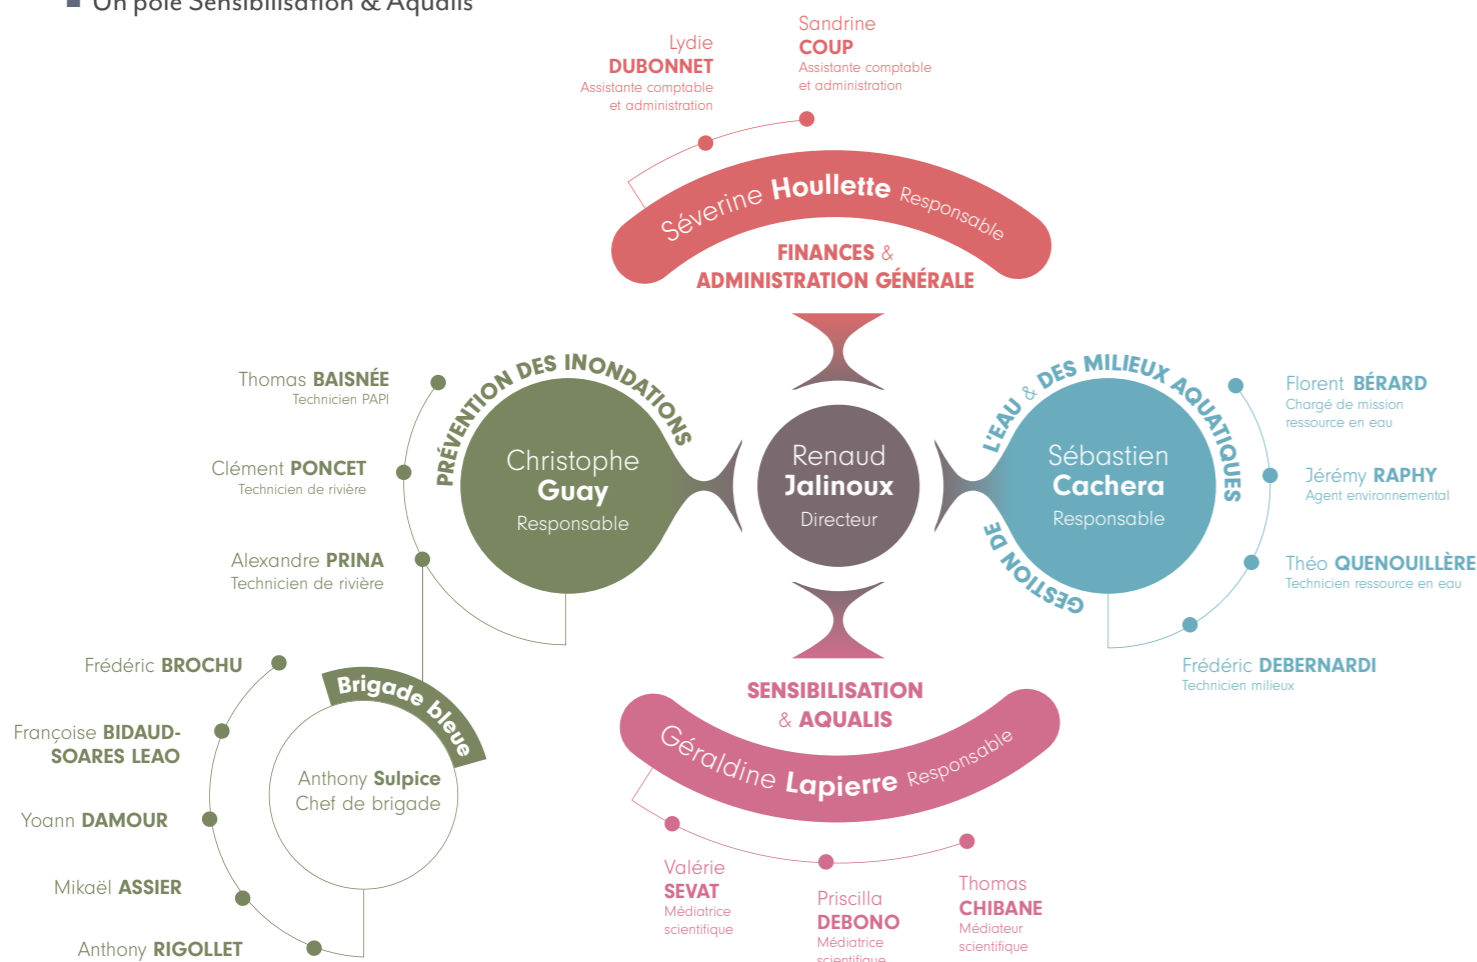 Un pôle Sensibilisation & Aqualis
Lydie
DUBONNET
Assistante comptable
et administration
Sandrine
COUP
Assistante comptable
et administration
Séverine Houllette Responsable
FINANCES &
ADMINISTRATION GÉNÉRALE
PRÉVENTION DES INONDATIONS
Christophe
Guay
Responsable
Thomas BAISNÉE
Technicien PAPI
Clément PONCET
Technicien de rivière
Alexandre PRINA
Technicien de rivière
Renaud
Jalinoux
Directeur
GESTION DE
L'EAU & DES MILIEUX AQUATIQUES
Sébastien
Cachera
Responsable
Florent BÉRARD
Chargé de mission
ressource en eau
Jérémy RAPHY
Agent environnemental
Théo QUENOUILLÈRE
Technicien ressource en eau
Frédéric DEBERNARDI
Technicien milieux
Brigade bleue
Anthony Sulpice
Chef de brigade
Frédéric BROCHU
Françoise BIDAUD-
SOARES LEAO
Yoann DAMOUR
Mikaël ASSIER
Anthony RIGOLLET
SENSIBILISATION
& AQUALIS
Géraldine Lapierre Responsable
Valérie
SEVAT
Médiatrice
scientifique
Priscilla
DEBONO
Médiatrice
scientifique
Thomas
CHIBANE
Médiateur
scientifique